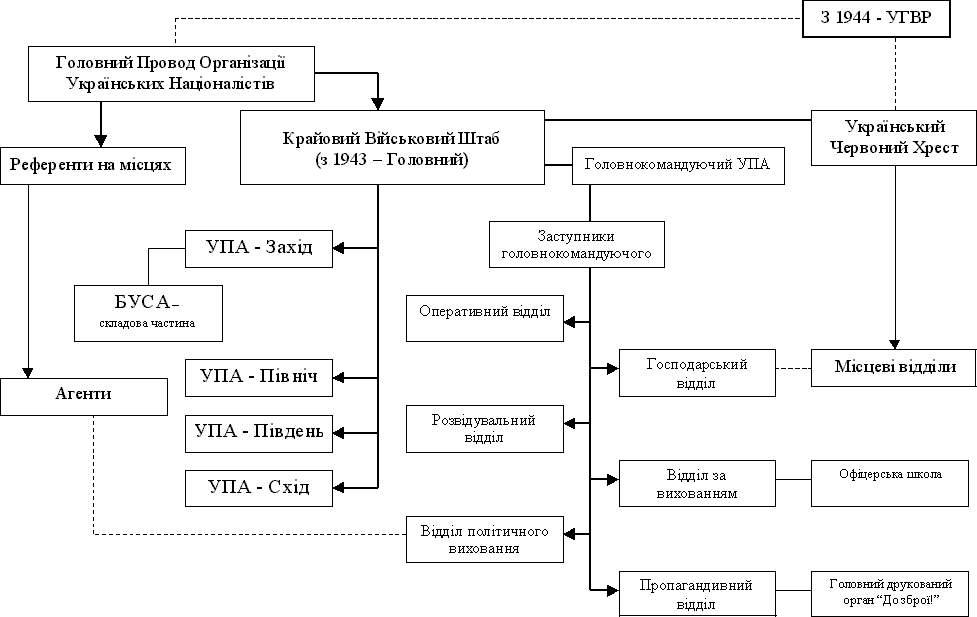 З 1944 - УГВР
Головний Провод Організації
Українських Націоналістів
Крайовий Військовий Штаб
(з 1943 – Головний)
Український
Червоний Хрест
Референти на місцях
Головнокомандуючий УПА
УПА - Захід
Заступники
головнокомандуючого
БУСА –
складова частина
Оперативний відділ
Господарський
відділ
Місцеві відділи
УПА - Північ
Агенти
УПА - Південь
Розвідувальний
відділ
УПА - Схід
Відділ за
вихованням
Офіцерська школа
Відділ політичного
виховання
Пропагандивний
відділ
Головний друкований
орган “До зброї!”